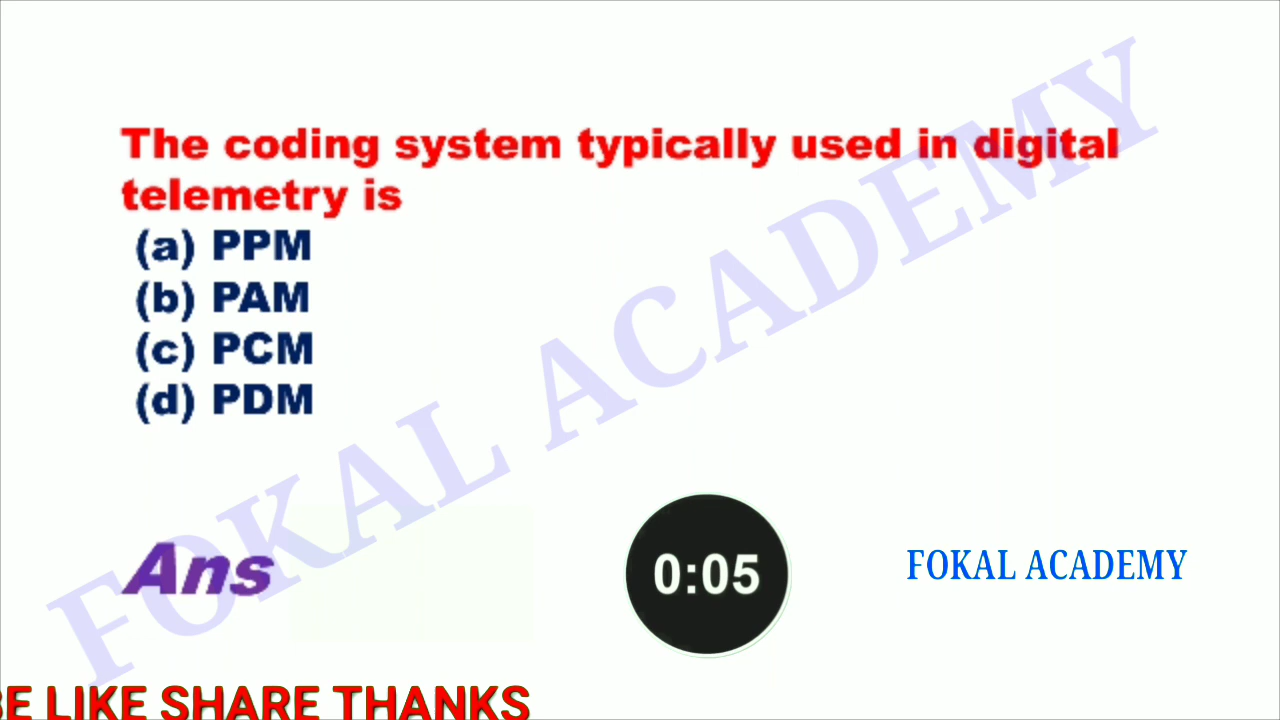 The coding system typically used in digital
telemetry is
(a) PPM
(b) PAM
(c) PCM
(d) PDM
FOKAL ACADEMY
Ans
0:05
FOKAL ACADEMY
BE LIKE SHARE THANKS